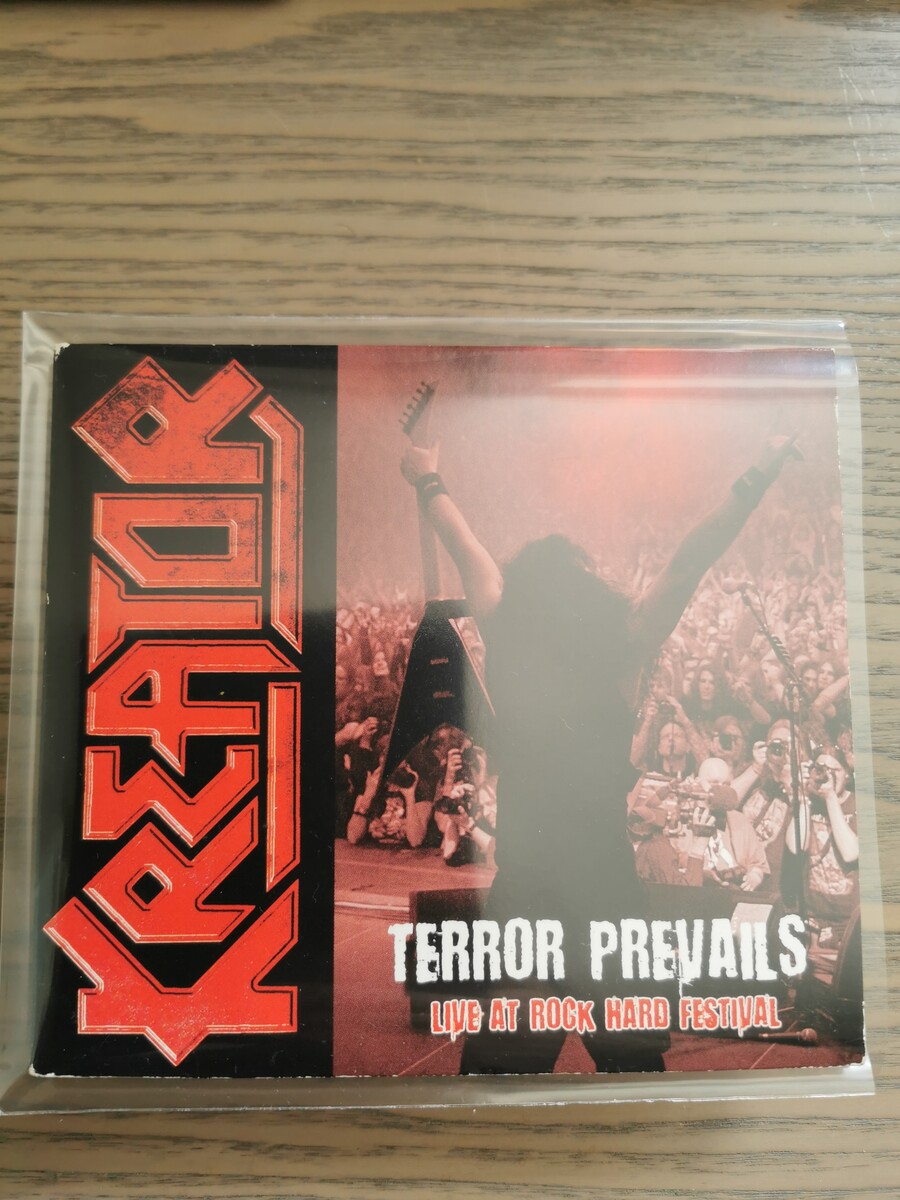 KREATOR
TERROR PREVAILS
LIVE AT ROCK HARD FESTIVAL